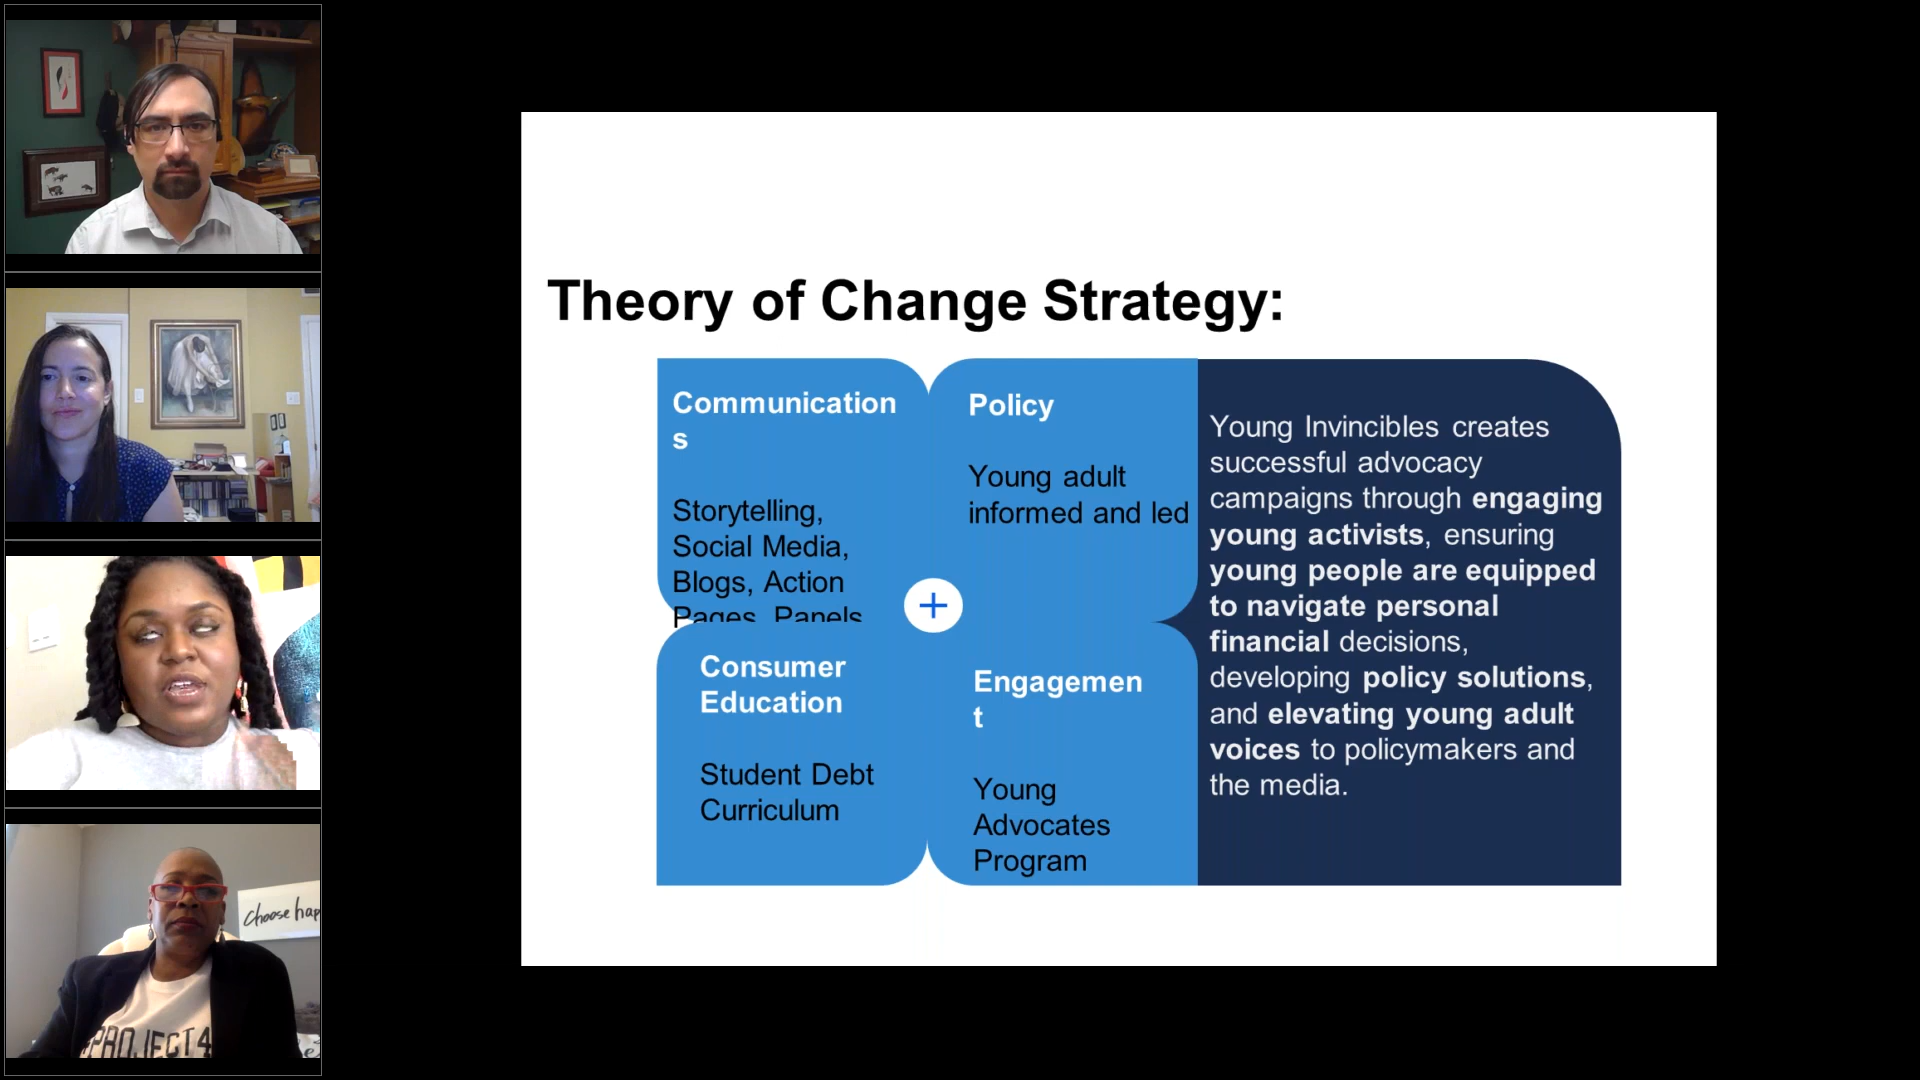 Theory of Change Strategy:
Communication
s
Storytelling,
Social Media,
Blogs, Action
Pages, Panels
Policy
Young adult
informed and led
Consumer
Education
Student Debt
Curriculum
Engagemen
t
Young
Advocates
Program
Young Invincibles creates
successful advocacy
campaigns through engaging
young activists, ensuring
young people are equipped
to navigate personal
financial decisions,
developing policy solutions,
and elevating young adult
voices to policymakers and
the media.
choose hap
#PROJECT4